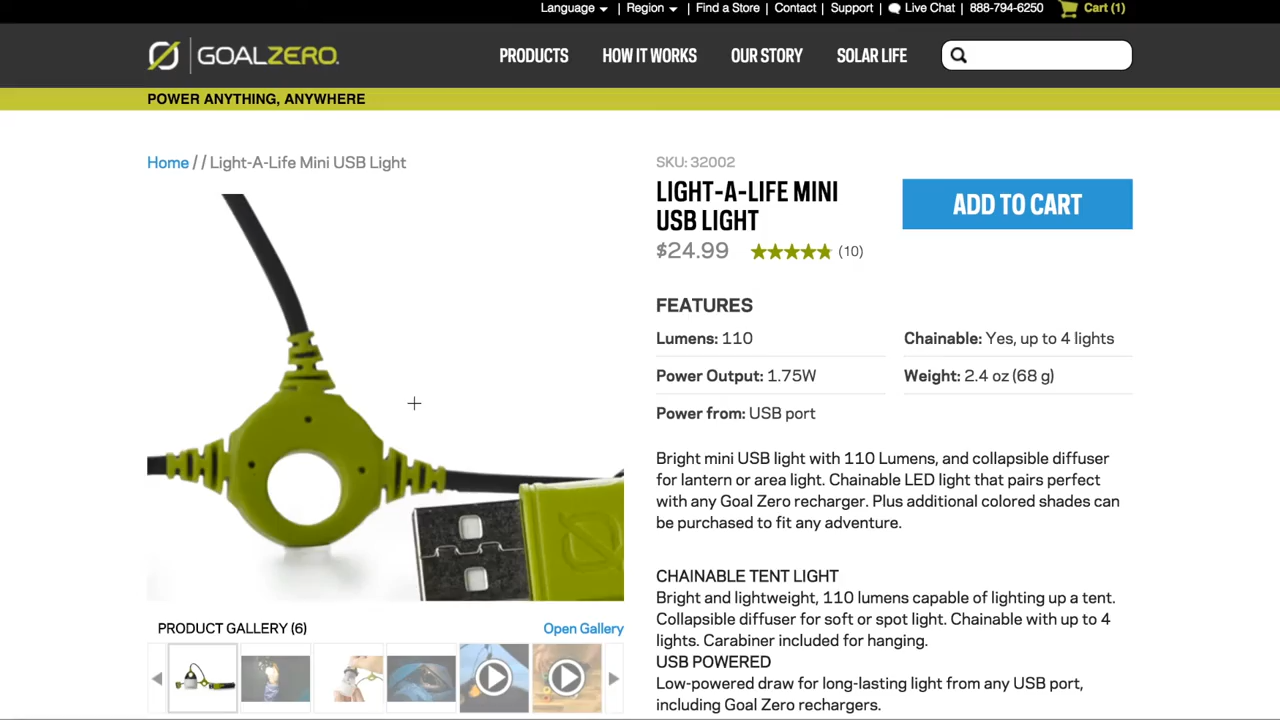 Language Region Find a Store Contact Support Live Chat 888-794-6250 Cart (1)
GOALZERO.
PRODUCTS HOW IT WORKS OUR STORY SOLAR LIFE
POWER ANYTHING, ANYWHERE
Home / / Light-A-Life Mini USB Light
SKU: 32002
LIGHT-A-LIFE MINI
USB LIGHT
ADD TO CART
$24.99 (10)
FEATURES
Lumens: 110
Chainable: Yes, up to 4 lights
Power Output: 1.75W
Weight: 2.4 oz (68 g)
Power from: USB port
Bright mini USB light with 110 Lumens, and collapsible diffuser
for lantern or area light. Chainable LED light that pairs perfect
with any Goal Zero recharger. Plus additional colored shades can
be purchased to fit any adventure.
CHAINABLE TENT LIGHT
Bright and lightweight, 110 lumens capable of lighting up a tent.
Collapsible diffuser for soft or spot light. Chainable with up to 4
lights. Carabiner included for hanging.
USB POWERED
Low-powered draw for long-lasting light from any USB port,
including Goal Zero rechargers.
PRODUCT GALLERY (6)
Open Gallery